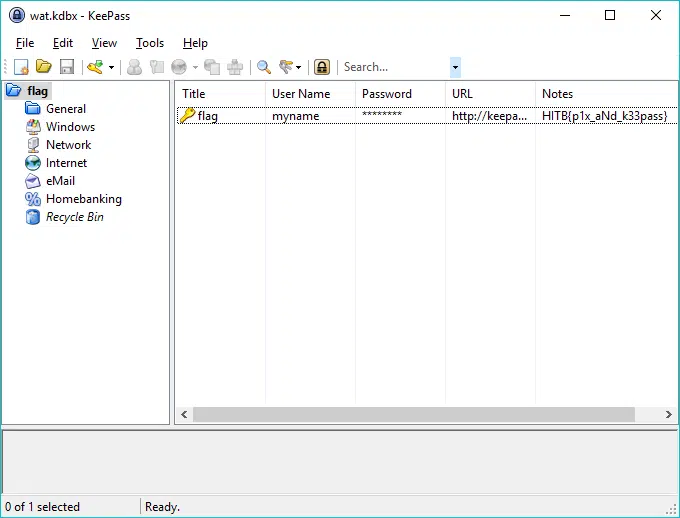 wat.kdbx - KeePass
File Edit View Tools Help
Search...
flag
General
Windows
Network
Internet
eMail
Homebanking
Recycle Bin
Title User Name Password URL Notes
flag myname ******** http://keepa... HITB{p1x_aNd_k33pass}
0 of 1 selected Ready.